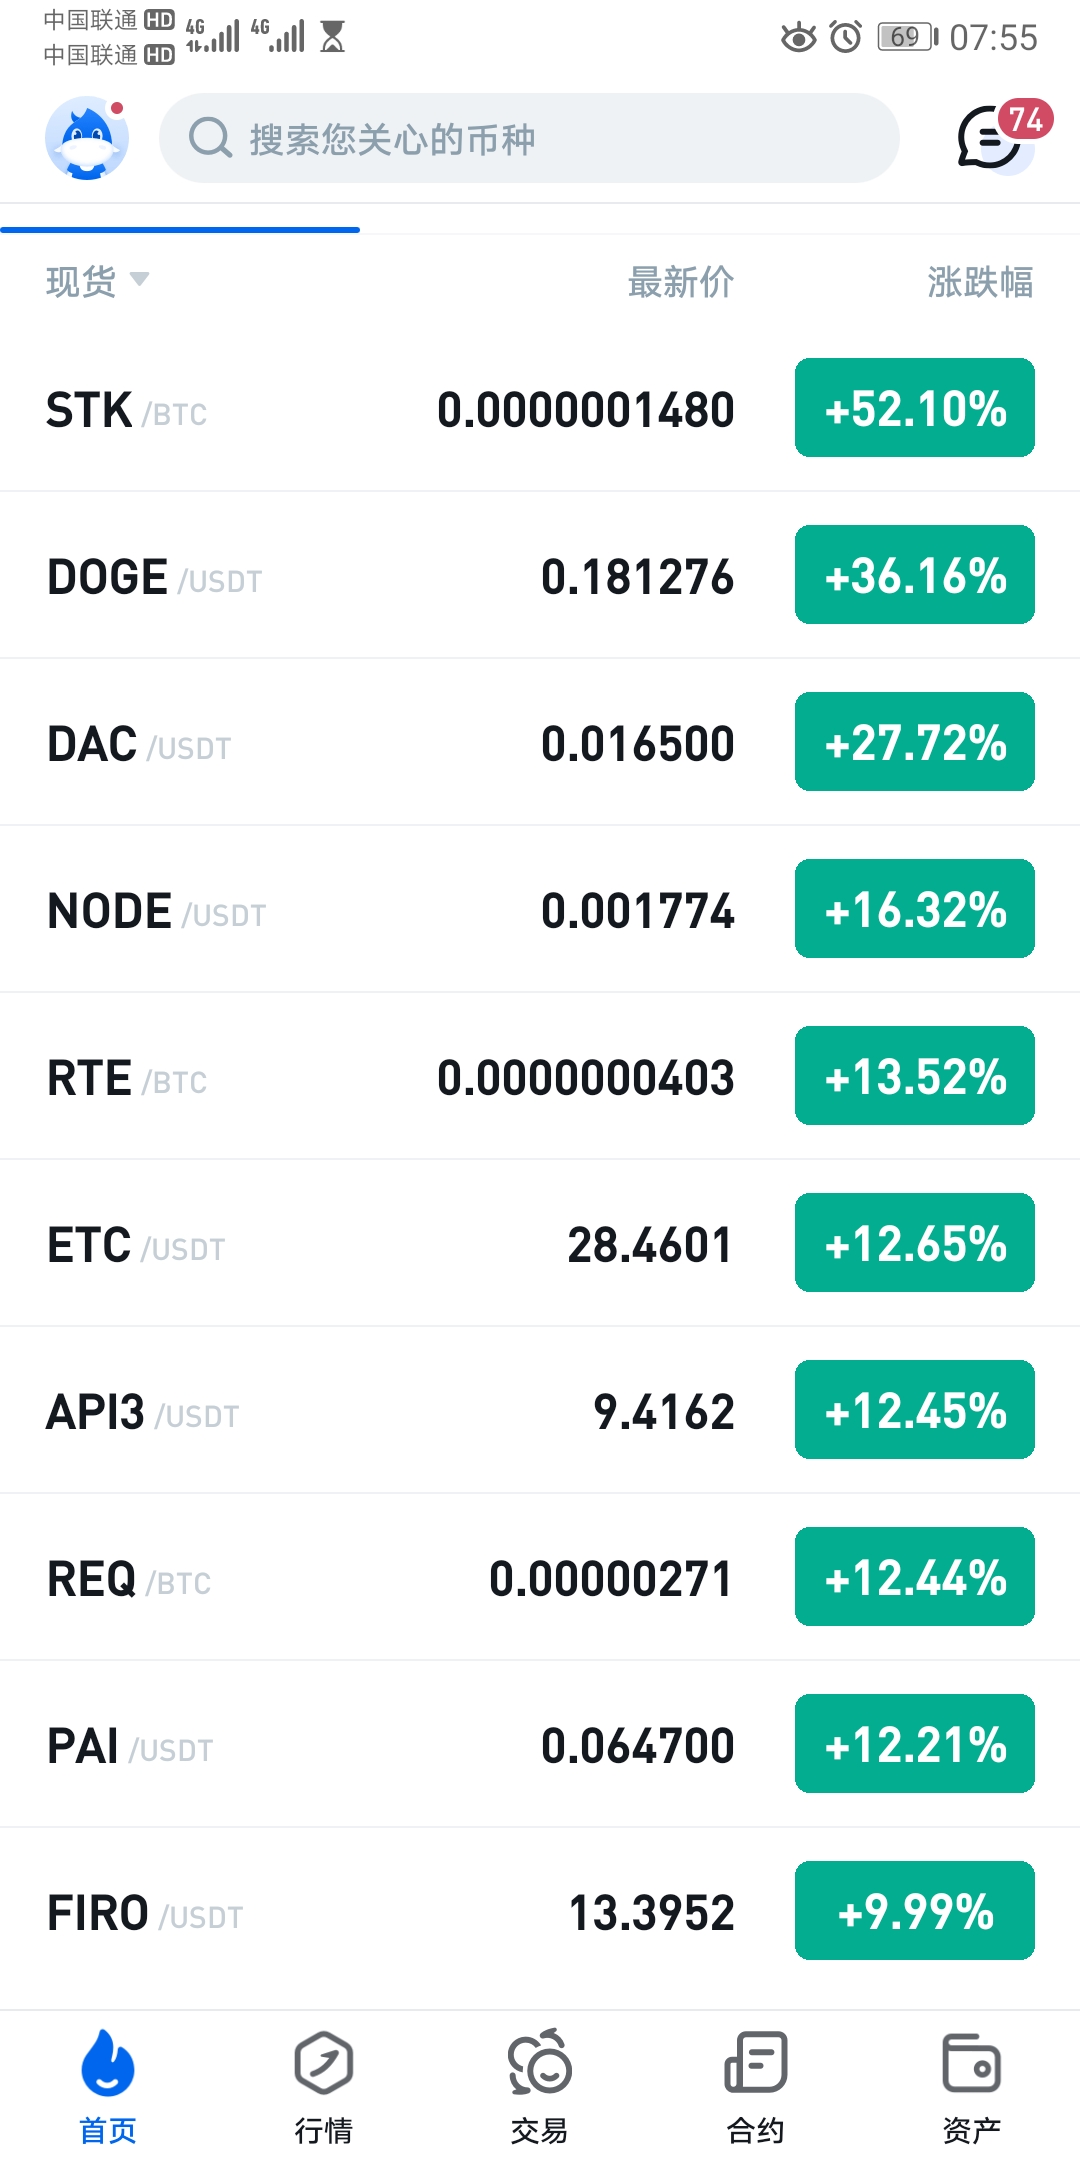 中国联通 HD 4G 4G 69 07:55
中国联通 HD
搜索您关心的币种 74
现货 最新价 涨跌幅
STK /BTC 0.0000001480 +52.10%
DOGE /USDT 0.181276 +36.16%
DAC /USDT 0.016500 +27.72%
NODE /USDT 0.001774 +16.32%
RTE /BTC 0.0000000403 +13.52%
ETC /USDT 28.4601 +12.65%
API3 /USDT 9.4162 +12.45%
REQ /BTC 0.00000271 +12.44%
PAI /USDT 0.064700 +12.21%
FIRO /USDT 13.3952 +9.99%
首页 行情 交易 合约 资产